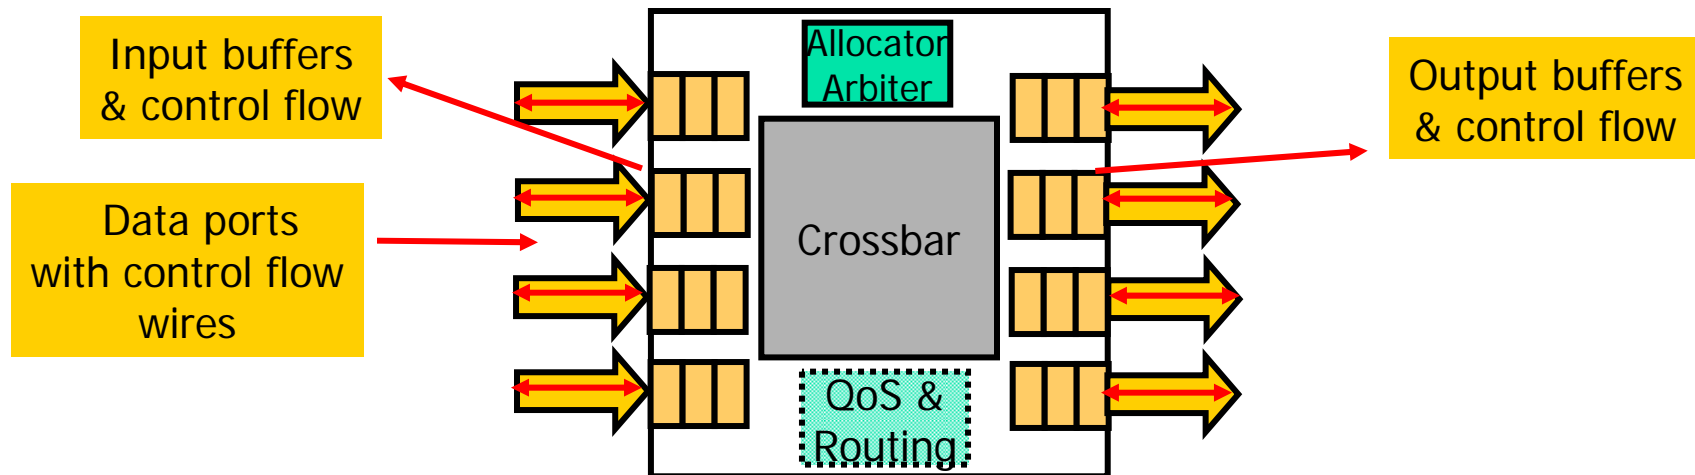 Input buffers
& control flow
Data ports
with control flow
wires
Allocator
Arbiter
Crossbar
QoS &
Routing
Output buffers
& control flow